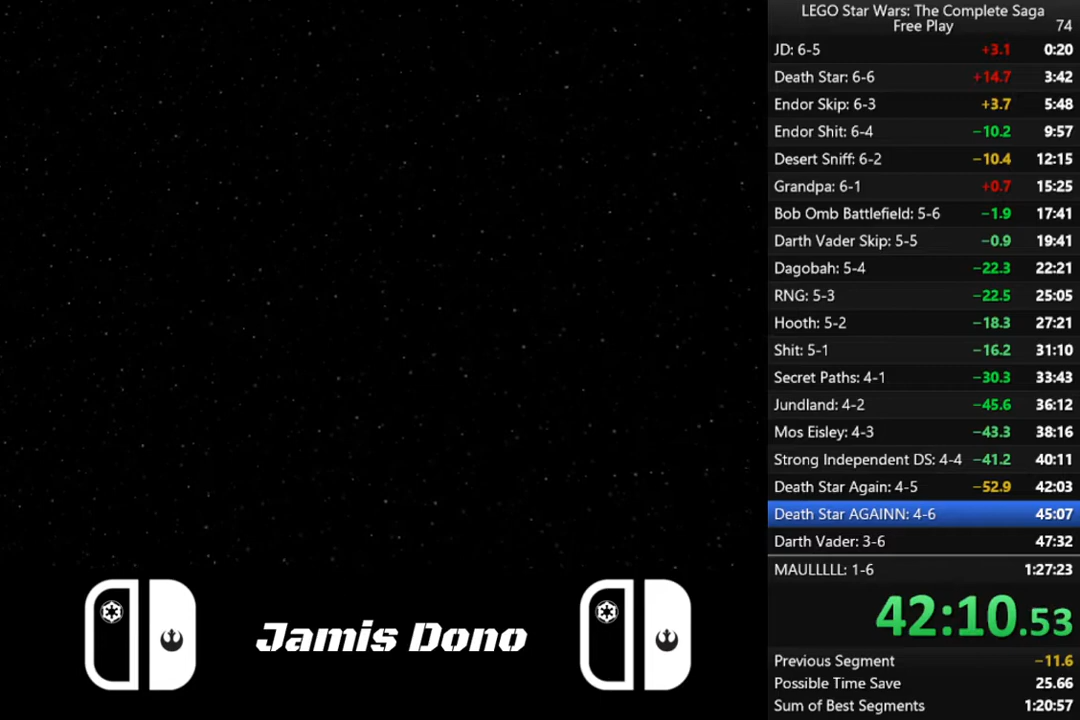 LEGO Star Wars: The Complete Saga
Free Play 74
JD: 6-5 +3.1 0:20
Death Star: 6-6 +14.7 3:42
Endor Skip: 6-3 +3.7 5:48
Endor Shit: 6-4 −10.2 9:57
Desert Sniff: 6-2 −10.4 12:15
Grandpa: 6-1 +0.7 15:25
Bob Omb Battlefield: 5-6 −1.9 17:41
Darth Vader Skip: 5-5 −0.9 19:41
Dagobah: 5-4 −22.3 22:21
RNG: 5-3 −22.5 25:05
Hooth: 5-2 −18.3 27:21
Shit: 5-1 −16.2 31:10
Secret Paths: 4-1 −30.3 33:43
Jundland: 4-2 −45.6 36:12
Mos Eisley: 4-3 −43.3 38:16
Strong Independent DS: 4-4 −41.2 40:11
Death Star Again: 4-5 −52.9 42:03
Death Star AGAINN: 4-6 45:07
Darth Vader: 3-6 47:32
MAULLLLL: 1-6 1:27:23
42:10.53
Previous Segment −11.6
Possible Time Save 25.66
Sum of Best Segments 1:20:57
Jamis Dono